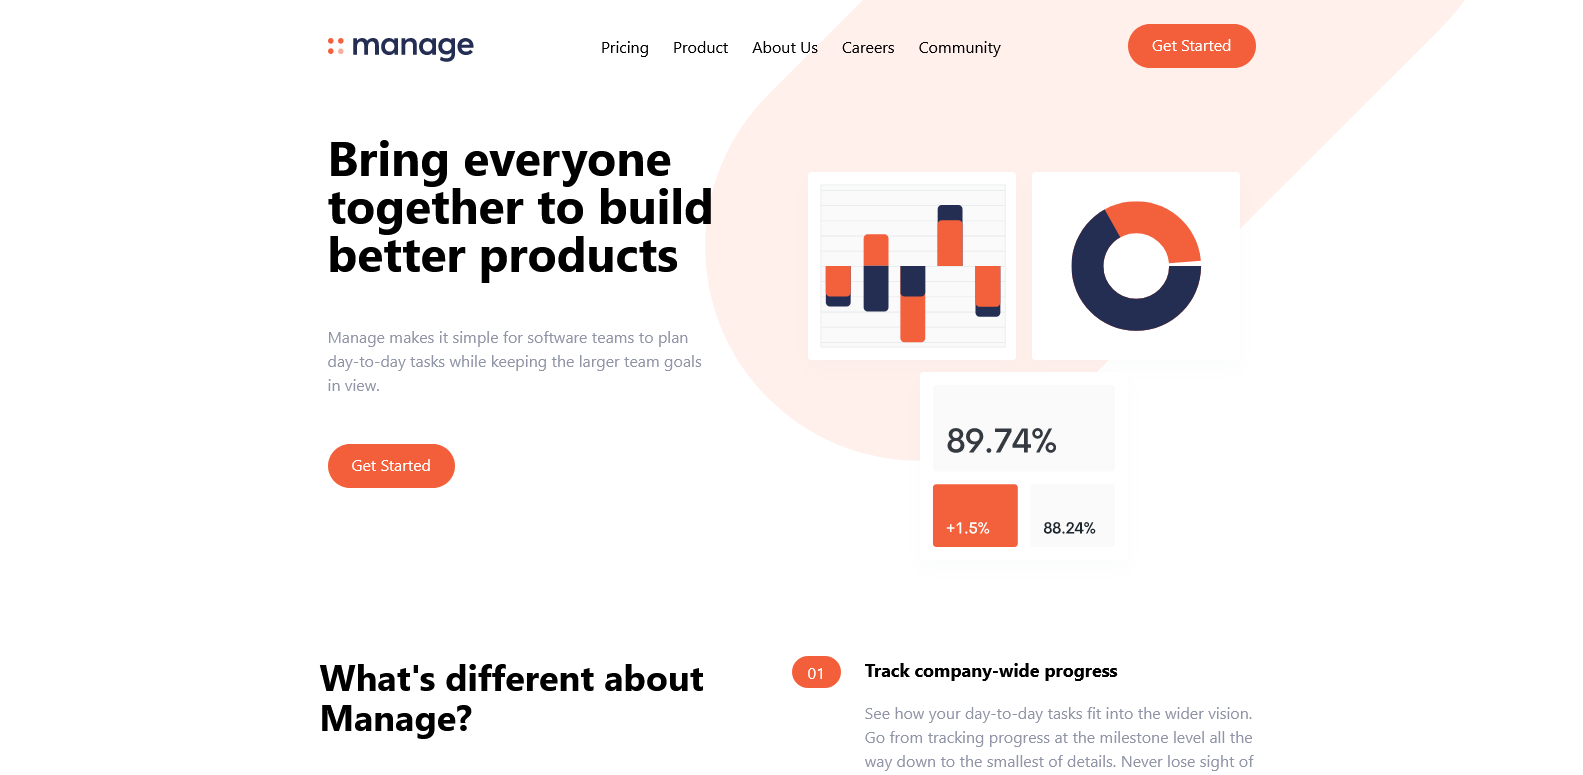 manage
Pricing Product About Us Careers Community
Get Started
Bring everyone
together to build
better products
Manage makes it simple for software teams to plan
day-to-day tasks while keeping the larger team goals
in view.
Get Started
89.74%
+1.5%
88.24%
What's different about
Manage?
01
Track company-wide progress
See how your day-to-day tasks fit into the wider vision.
Go from tracking progress at the milestone level all the
way down to the smallest of details. Never lose sight of